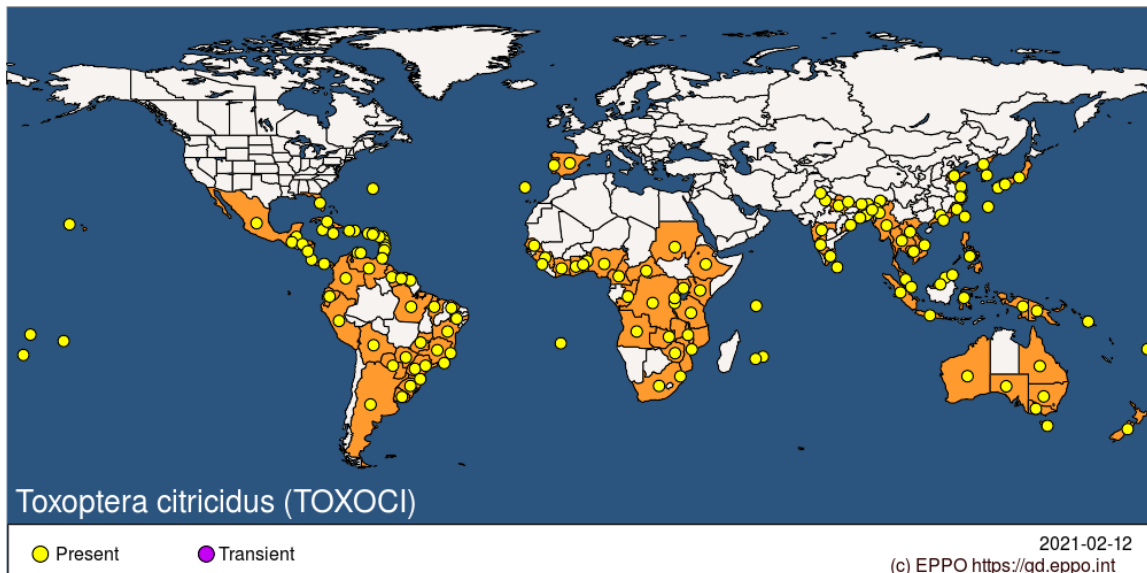 Toxoptera citricidus (TOXOCI)
Present
Transient
2021-02-12
(c) EPPO https://gd.eppo.int